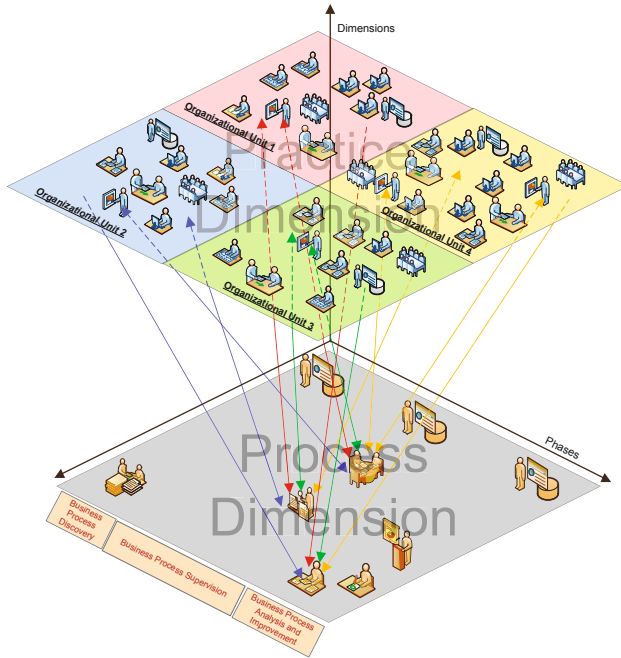 Dimensions
Organizational Unit 1
Practice
Dimension
Organizational Unit 2
Organizational Unit 4
Organizational Unit 3
Phases
Process
Dimension
Business
Process
Discovery
Business Process Supervision
Business Process
Analysis and
Improvement